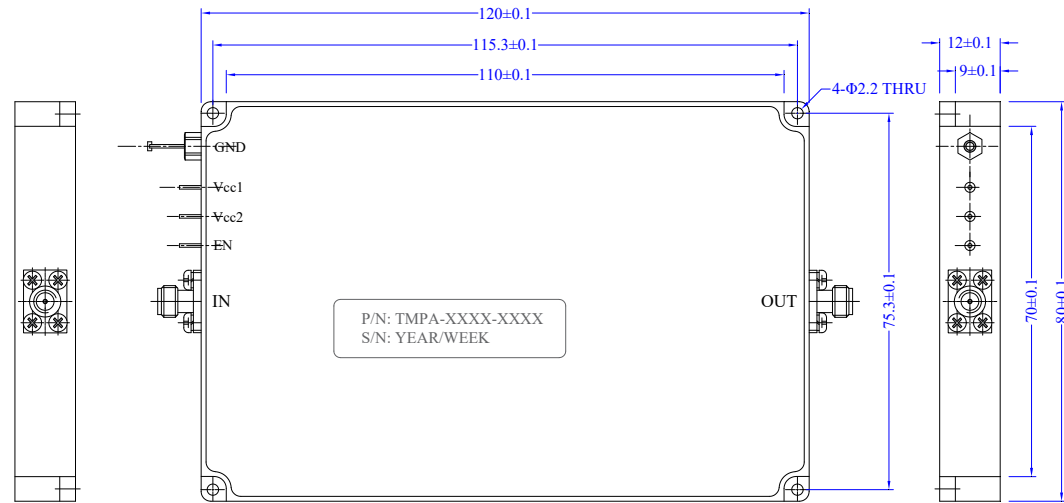 120±0.1
115.3±0.1
110±0.1
12±0.1
9±0.1
4-Φ2.2 THRU
GND
Vcc1
Vcc2
EN
IN
OUT
P/N: TMPA-XXXX-XXXX
S/N: YEAR/WEEK
75.3±0.1
70±0.1
80±0.1